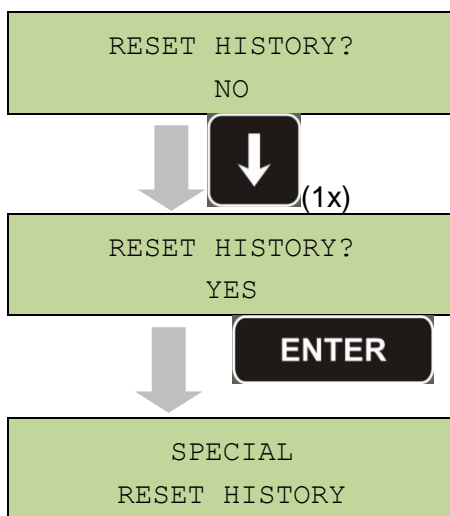 RESET HISTORY?
NO
(1x)
RESET HISTORY?
YES
ENTER
SPECIAL
RESET HISTORY